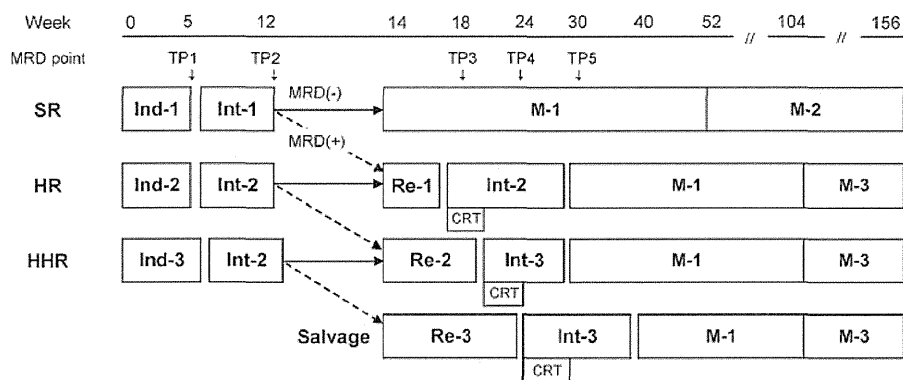 Week 0 5 12 14 18 24 30 40 52 104 156
// //
MRD point TP1 TP2 TP3 TP4 TP5
SR Ind-1 Int-1 MRD(-) M-1 M-2
MRD(+)
HR Ind-2 Int-2 Re-1 Int-2 M-1 M-3
CRT
HHR Ind-3 Int-2 Re-2 Int-3 M-1 M-3
CRT
Salvage Re-3 Int-3 M-1 M-3
CRT